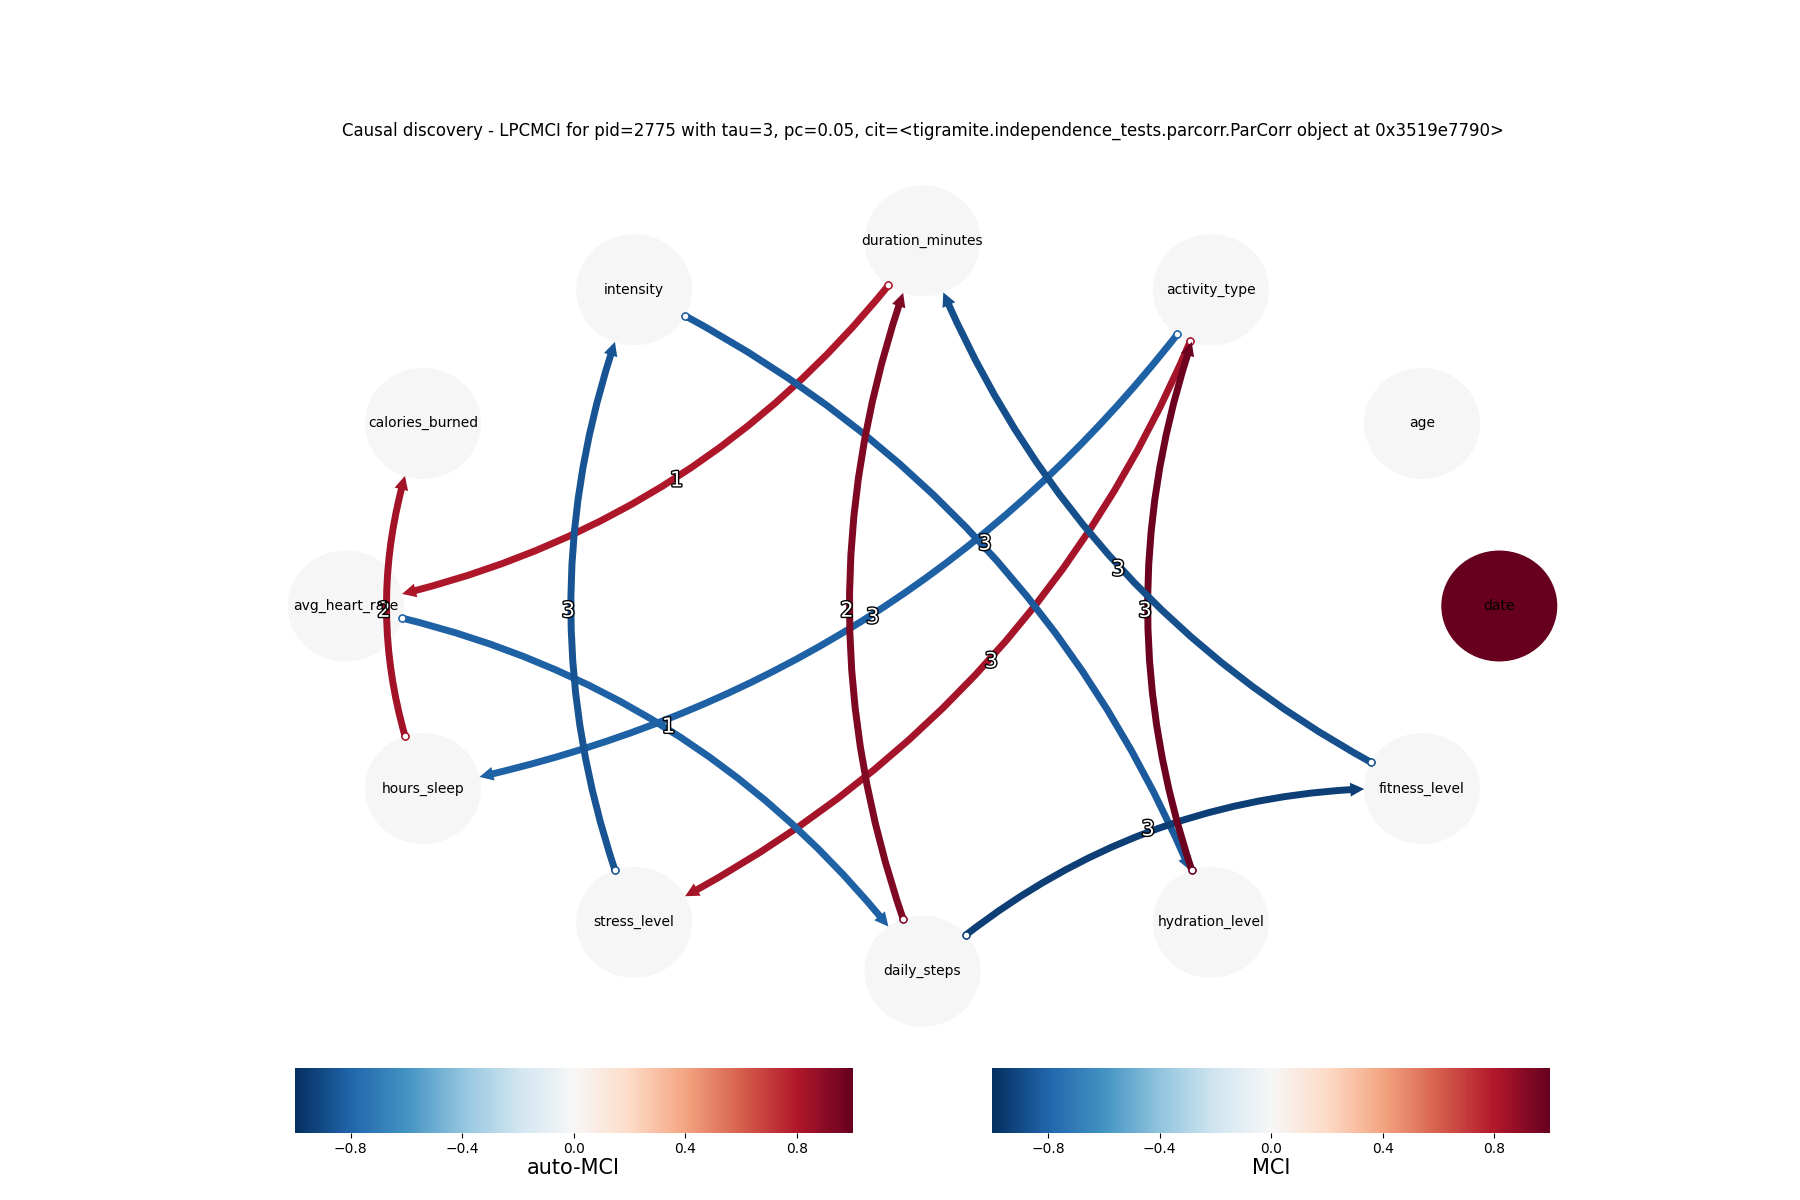 Causal discovery - LPCMCI for pid=2775 with tau=3, pc=0.05, cit=<tigramite.independence_tests.parcorr.ParCorr object at 0x3519e7790>
duration_minutes
intensity
activity_type
calories_burned
age
1
3
3
avg_heart_rate
date
2
3
2
3
3
3
1
hours_sleep
fitness_level
3
stress_level
hydration_level
daily_steps
−0.8 −0.4 0.0 0.4 0.8
auto-MCI
−0.8 −0.4 0.0 0.4 0.8
MCI